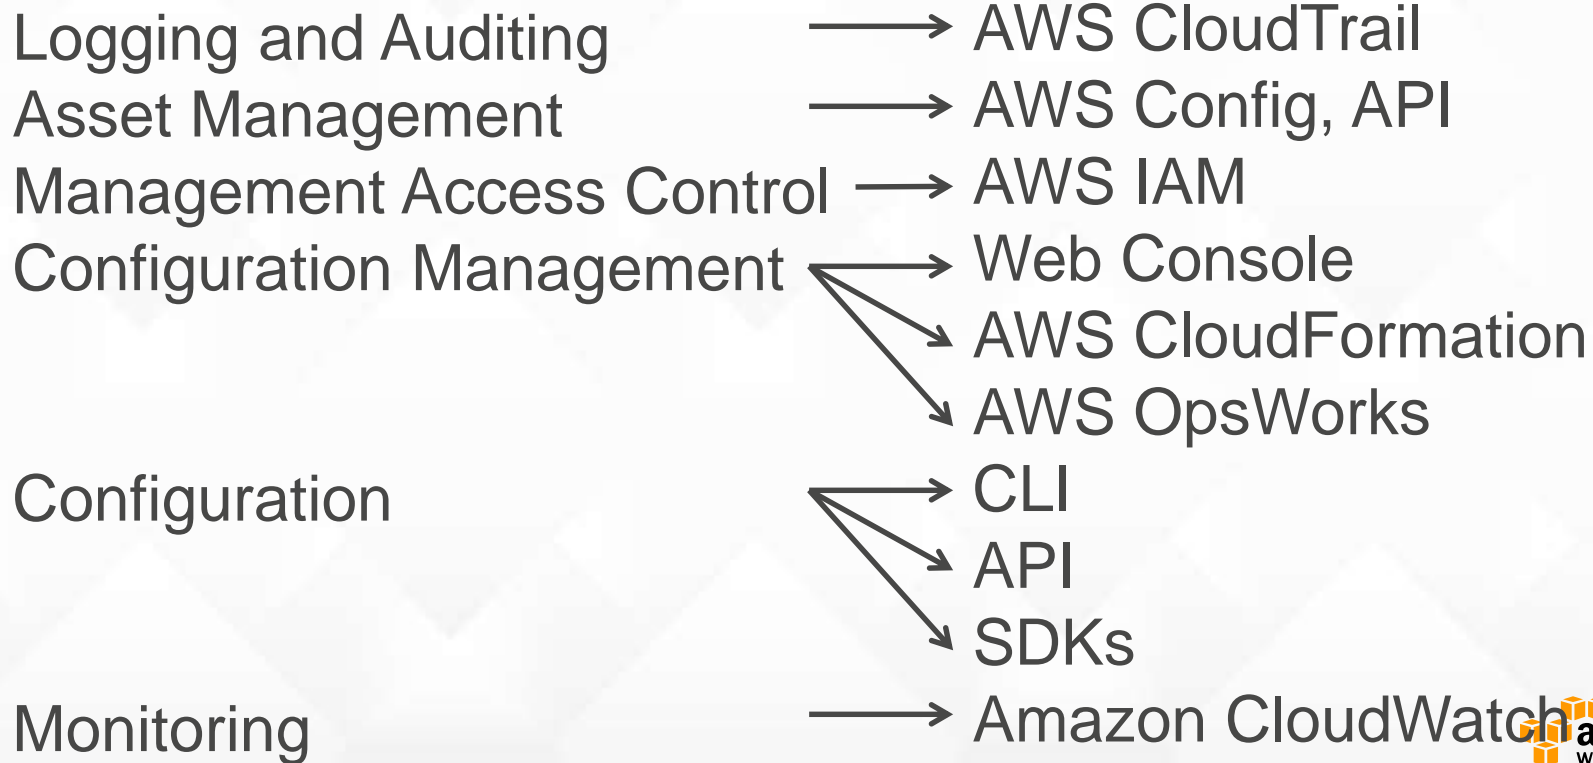 Logging and Auditing AWS CloudTrail
Asset Management AWS Config, API
Management Access Control AWS IAM
Configuration Management Web Console
AWS CloudFormation
AWS OpsWorks
Configuration CLI
API
SDKs
Monitoring Amazon CloudWatch